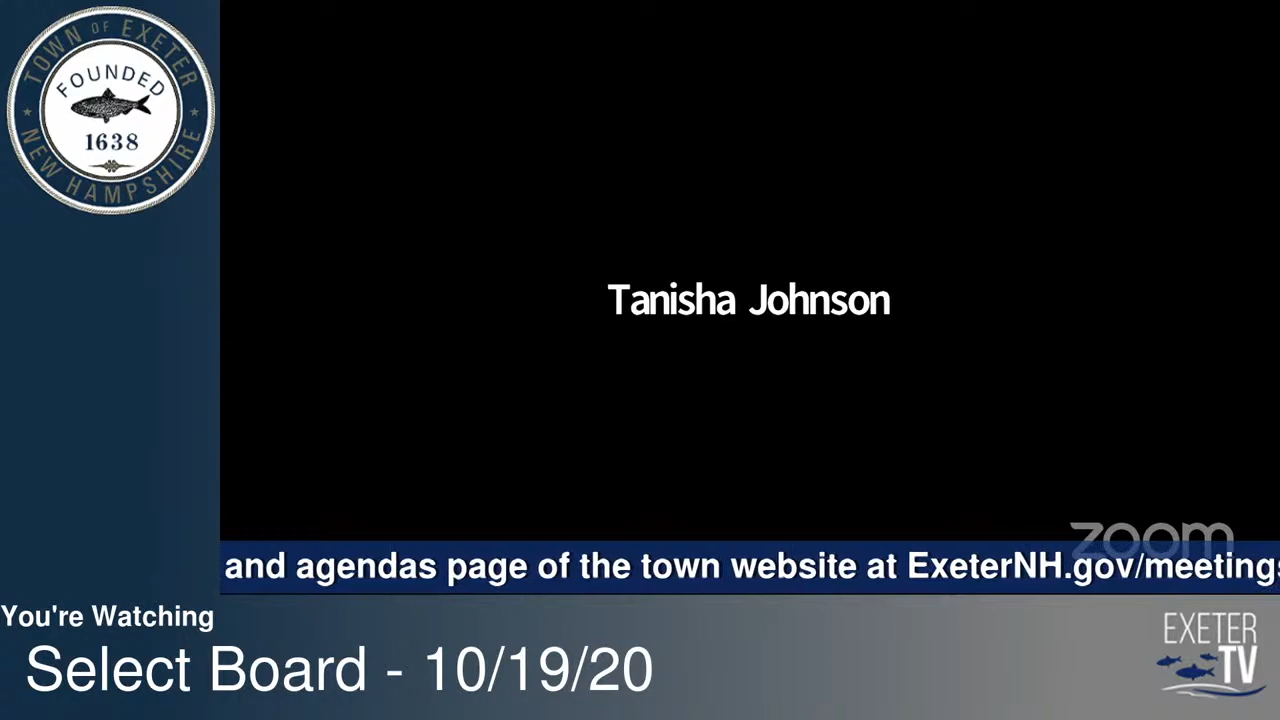 TOWN OF EXETER
FOUNDED
1638
NEW HAMPSHIRE
Tanisha Johnson
zoom
and agendas page of the town website at ExeterNH.gov/meetings
You're Watching
Select Board - 10/19/20
EXETER
TV